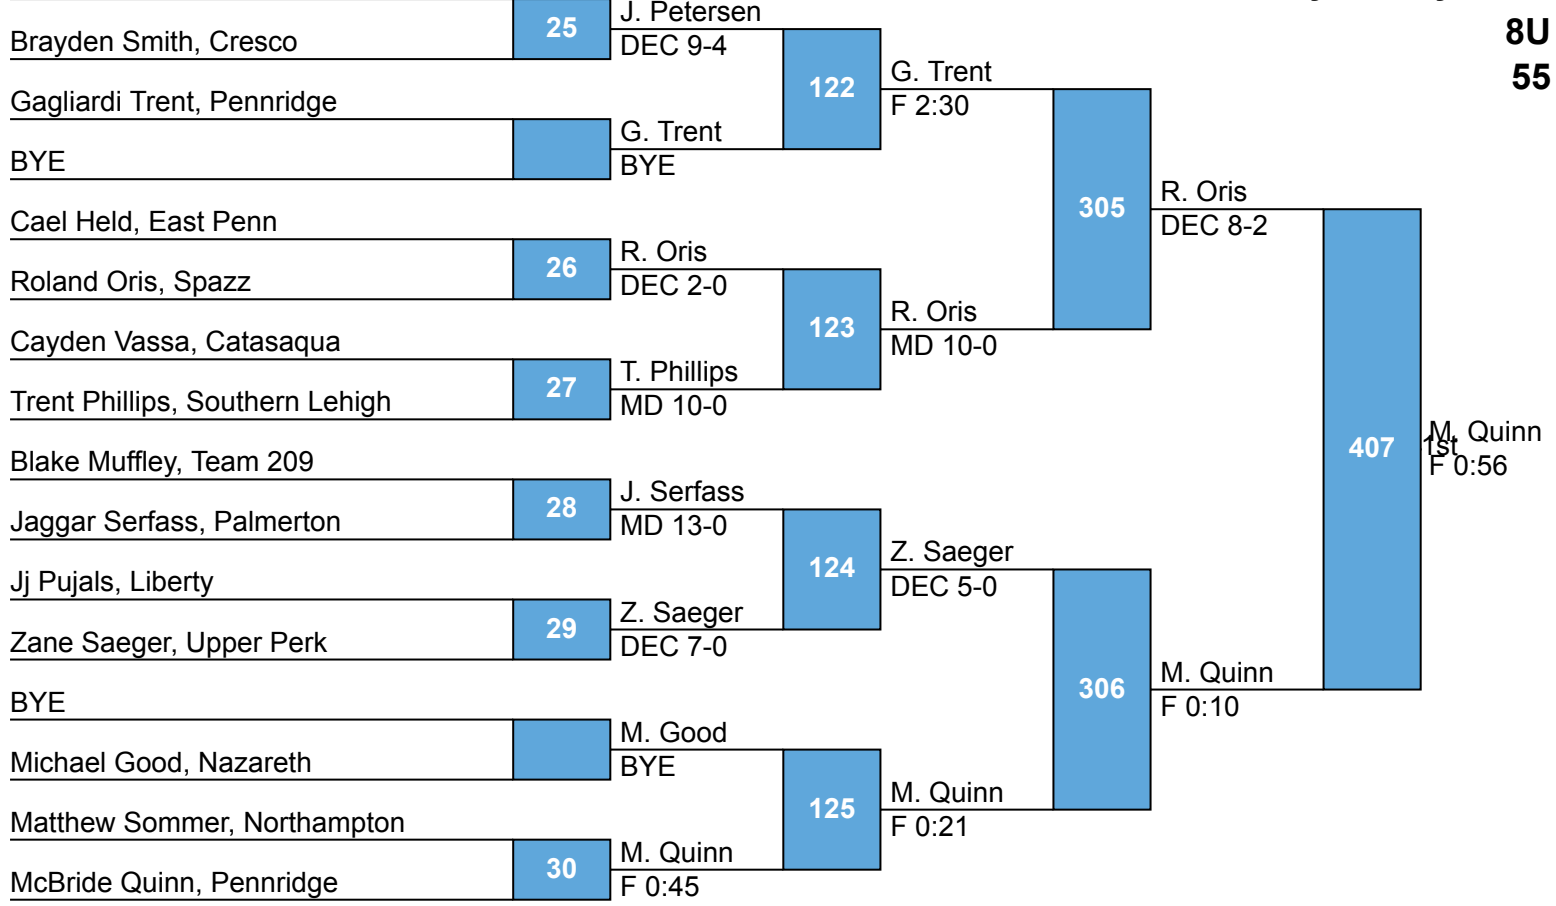 8U
55
Brayden Smith, Cresco
Gagliardi Trent, Pennridge
BYE
Cael Held, East Penn
Roland Oris, Spazz
Cayden Vassa, Catasaqua
Trent Phillips, Southern Lehigh
Blake Muffley, Team 209
Jaggar Serfass, Palmerton
Jj Pujals, Liberty
Zane Saeger, Upper Perk
BYE
Michael Good, Nazareth
Matthew Sommer, Northampton
McBride Quinn, Pennridge
25
26
27
28
29
30
J. Petersen
DEC 9-4
G. Trent
BYE
R. Oris
DEC 2-0
T. Phillips
MD 10-0
J. Serfass
MD 13-0
Z. Saeger
DEC 7-0
M. Good
BYE
M. Quinn
F 0:45
122
123
124
125
G. Trent
F 2:30
R. Oris
MD 10-0
Z. Saeger
DEC 5-0
M. Quinn
F 0:21
305
306
R. Oris
DEC 8-2
M. Quinn
F 0:10
407
M. Quinn
1st
F 0:56